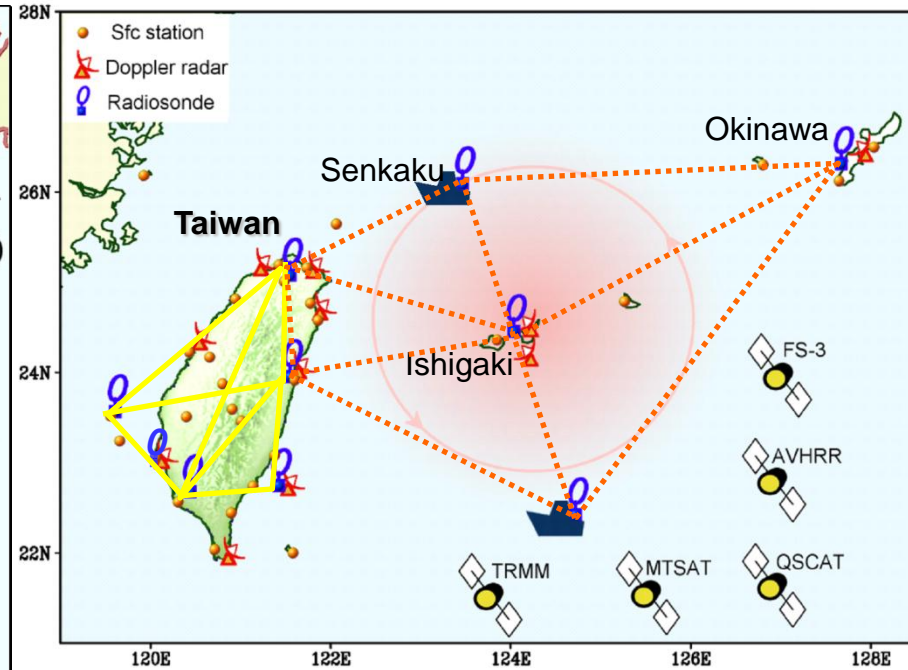 28N
Sfc station
Doppler radar
Radiosonde
Okinawa
Senkaku
26N
Taiwan
Ishigaki
FS-3
24N
AVHRR
22N
TRMM
MTSAT
QSCAT
120E
122E
124E
126E
128E